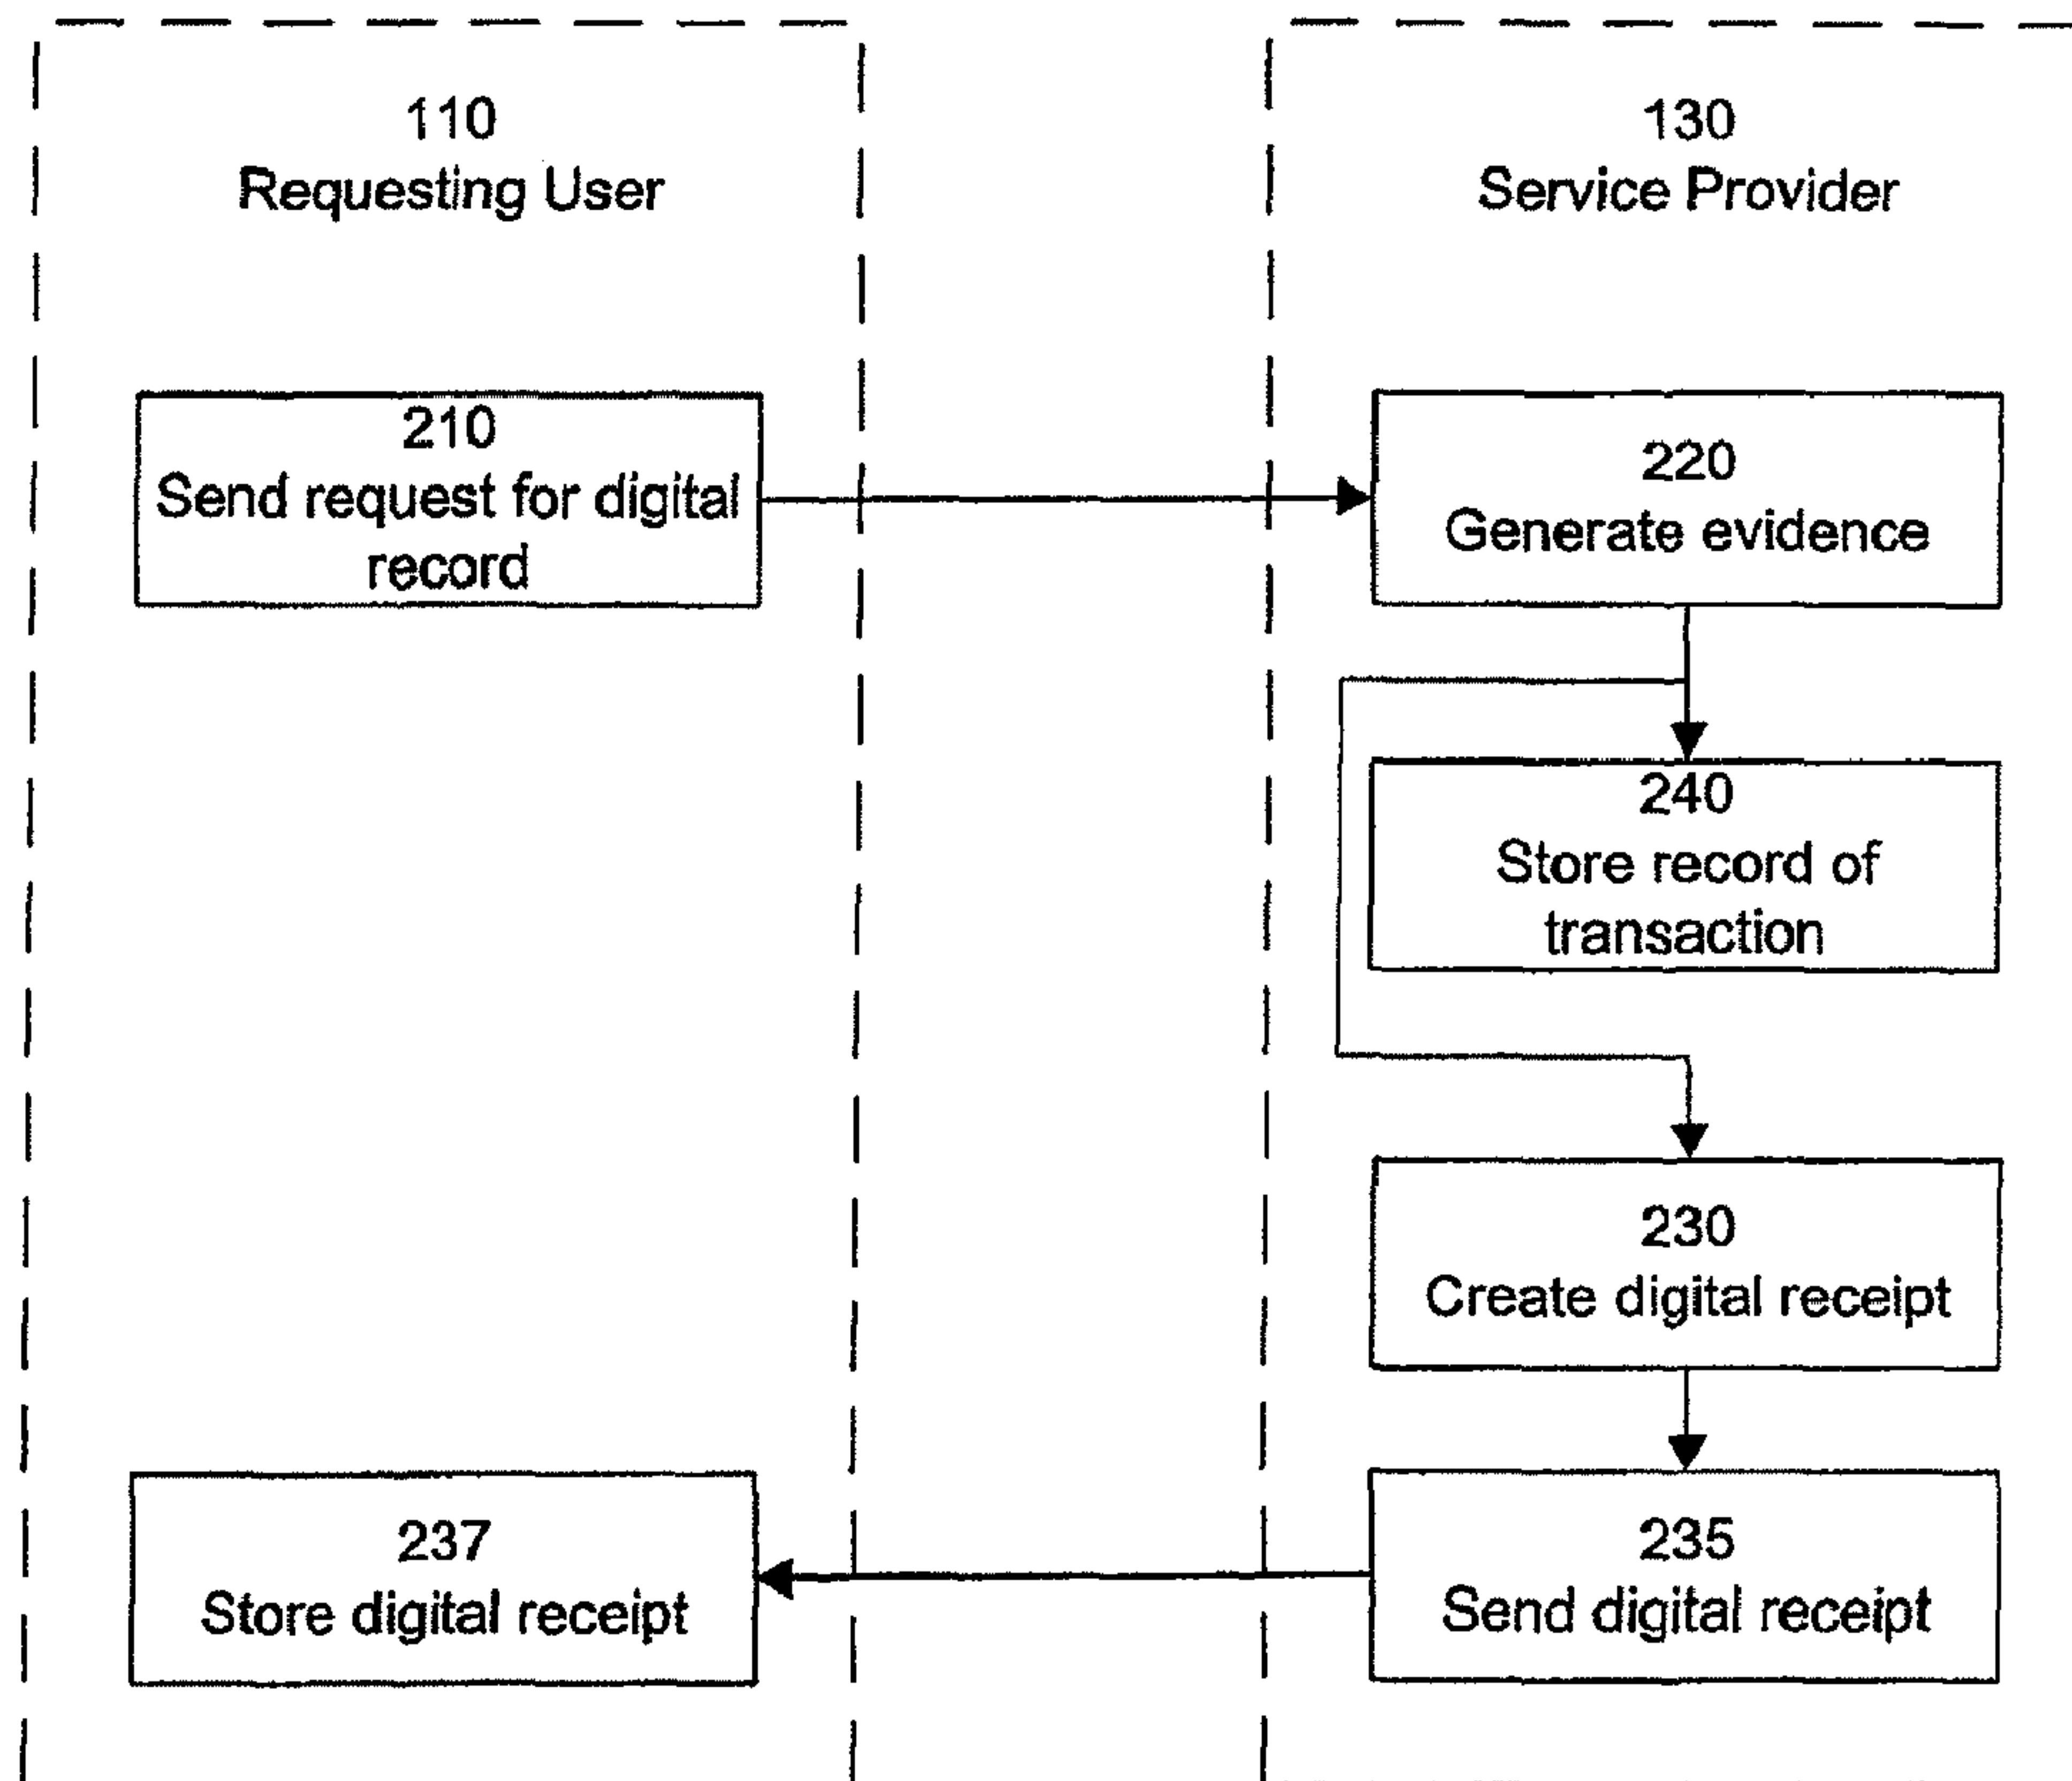 110
Requesting User
130
Service Provider
210
Send request for digital
record
220
Generate evidence
240
Store record of
transaction
230
Create digital receipt
237
Store digital receipt
235
Send digital receipt